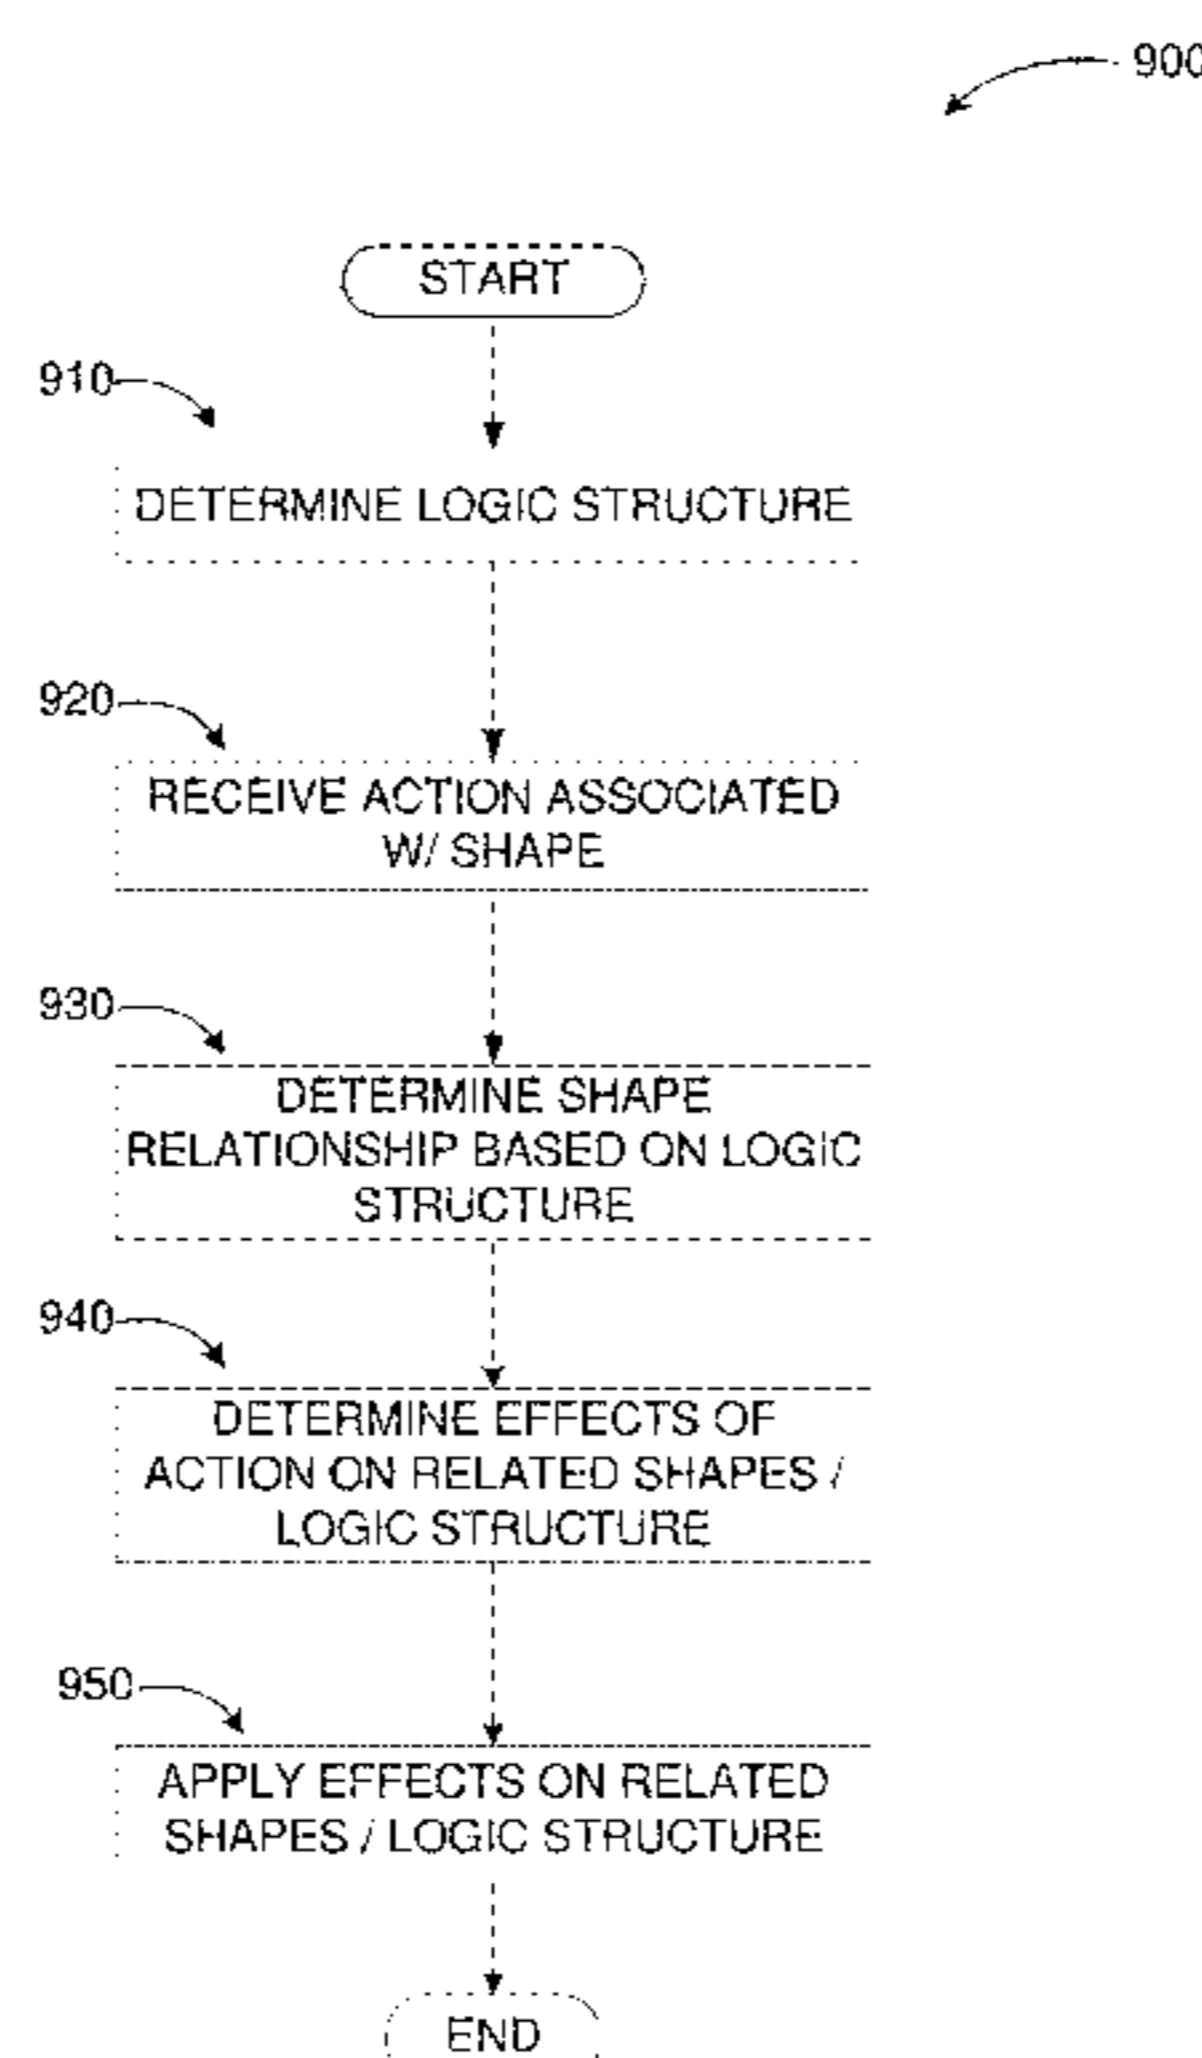 900
START
910
DETERMINE LOGIC STRUCTURE
920
RECEIVE ACTION ASSOCIATED
W/ SHAPE
930
DETERMINE SHAPE
RELATIONSHIP BASED ON LOGIC
STRUCTURE
940
DETERMINE EFFECTS OF
ACTION ON RELATED SHAPES /
LOGIC STRUCTURE
950
APPLY EFFECTS ON RELATED
SHAPES / LOGIC STRUCTURE
END